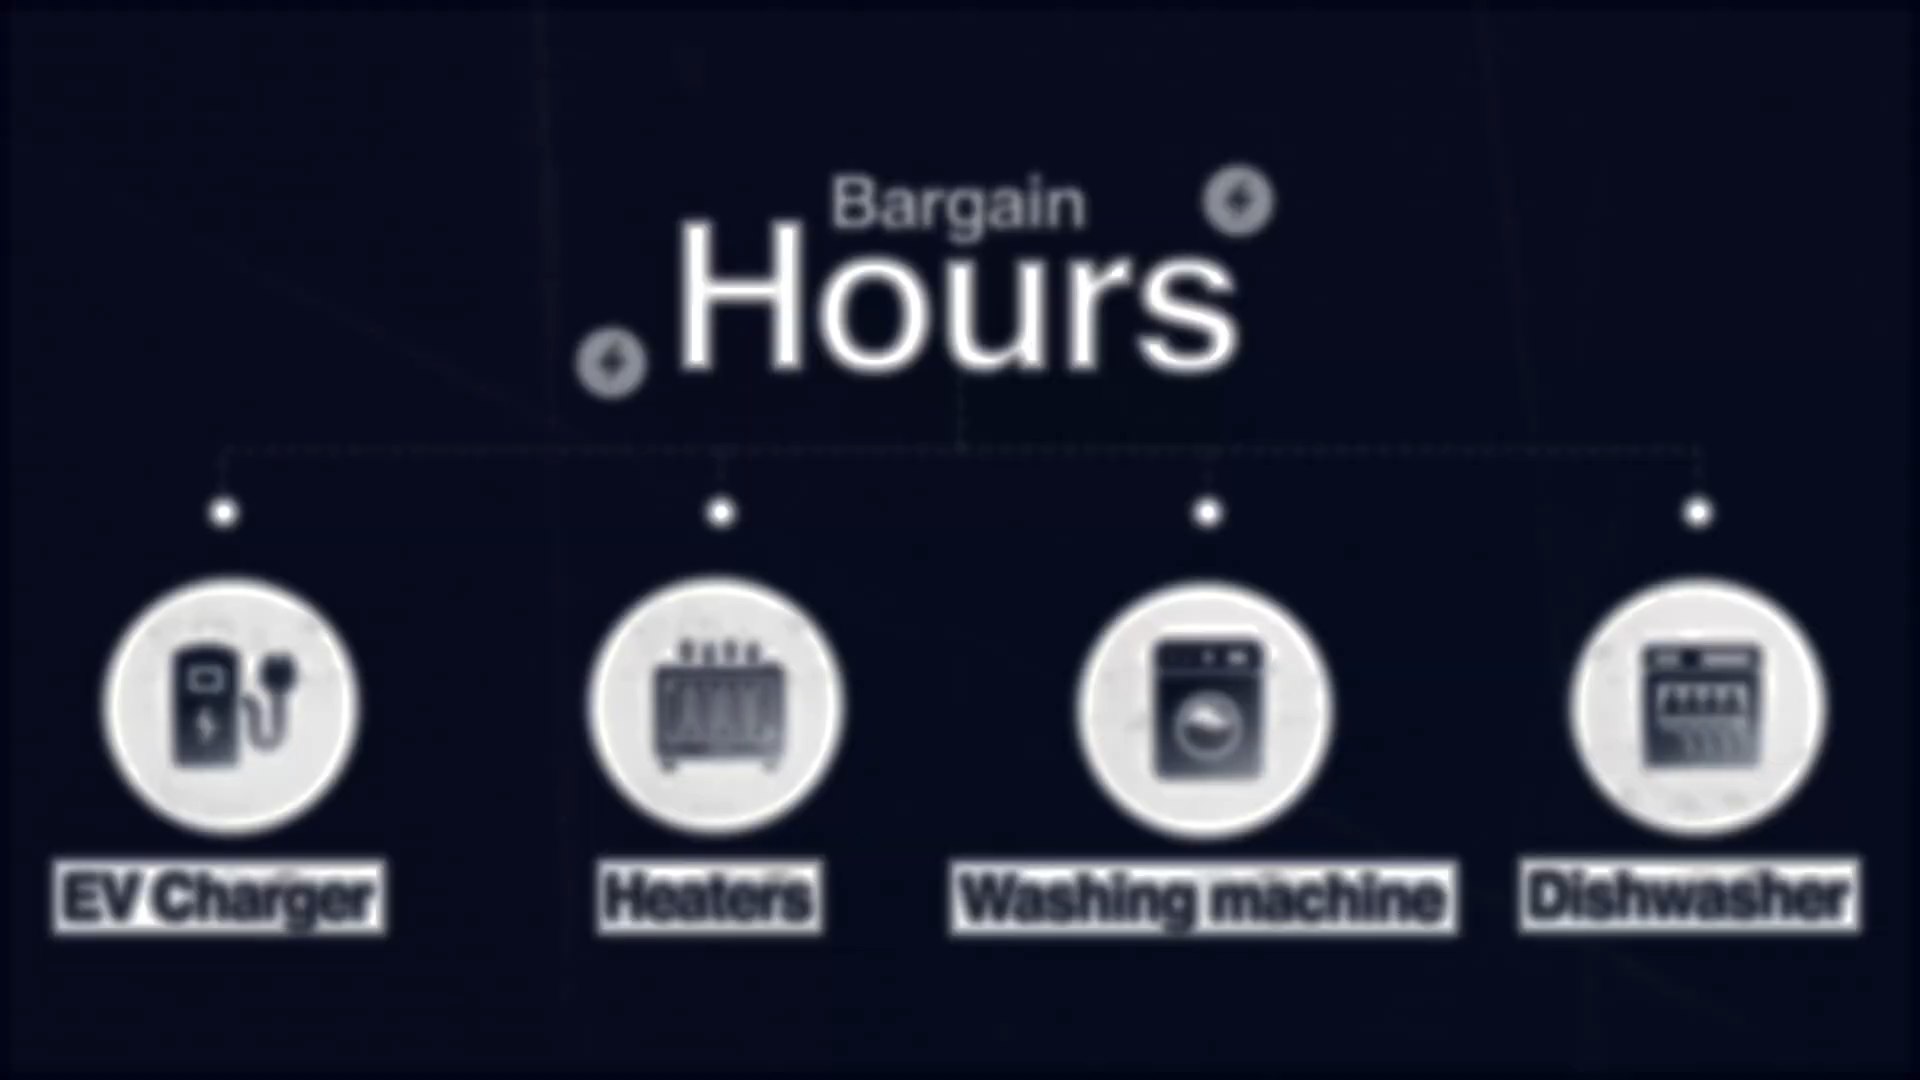 Bargain
Hours
EV Charger
Heaters
Washing machine
Dishwasher